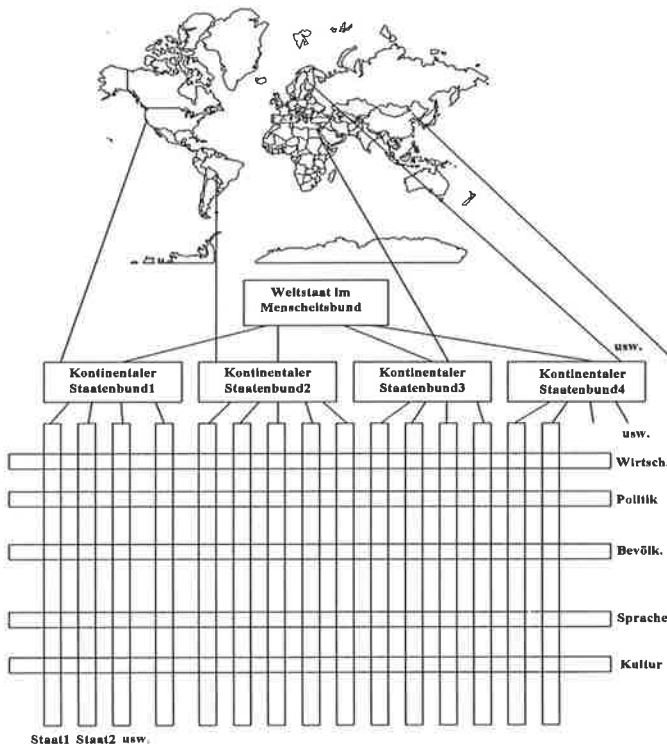 Weltstaat im
Menscheitsbund
usw.
Kontinentaler
Staatenbund1
Kontinentaler
Staatenbund2
Kontinentaler
Staatenbund3
Kontinentaler
Staatenbund4
usw.
Wirtsch.
Politik
Bevölk.
Sprache
Kultur
Staat1 Staat2 usw.